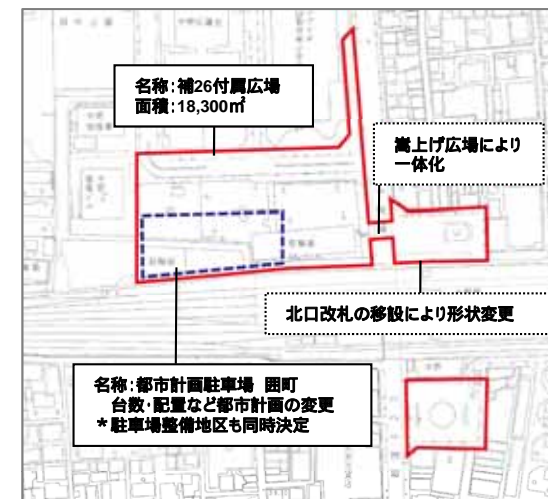 名称：補26付属広場
面積：18,300㎡
嵩上げ広場により
一体化
北口改札の移設により形状変更
名称：都市計画駐車場 囲町
台数・配置など都市計画の変更
＊駐車場整備地区も同時決定